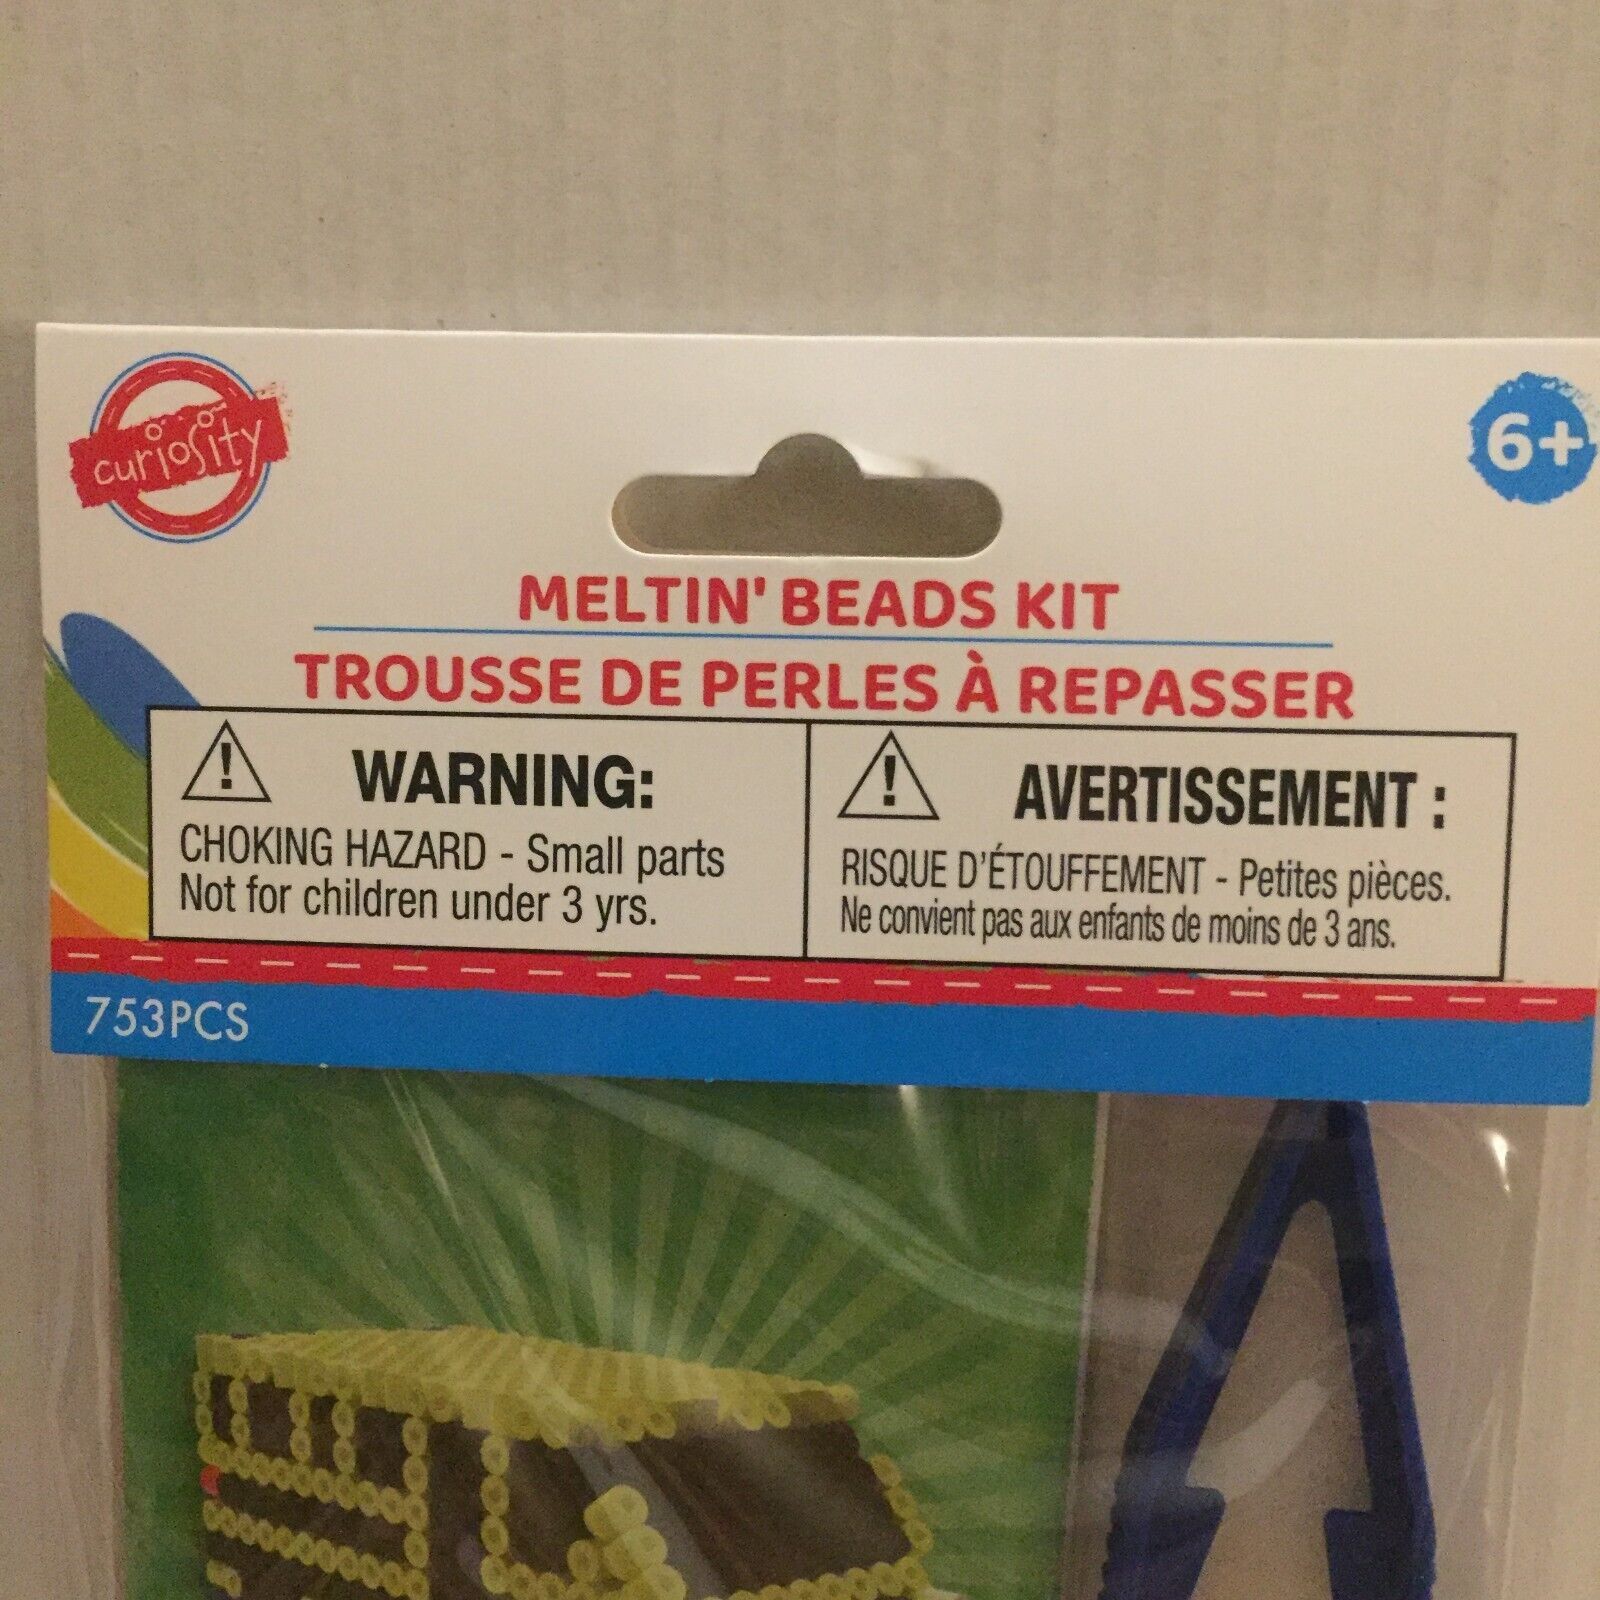 curiosity
6+
MELTIN' BEADS KIT
TROUSSE DE PERLES À REPASSER
! WARNING:
CHOKING HAZARD - Small parts
Not for children under 3 yrs.
! AVERTISSEMENT :
RISQUE D'ÉTOUFFEMENT - Petites pièces.
Ne convient pas aux enfants de moins de 3 ans.
753PCS